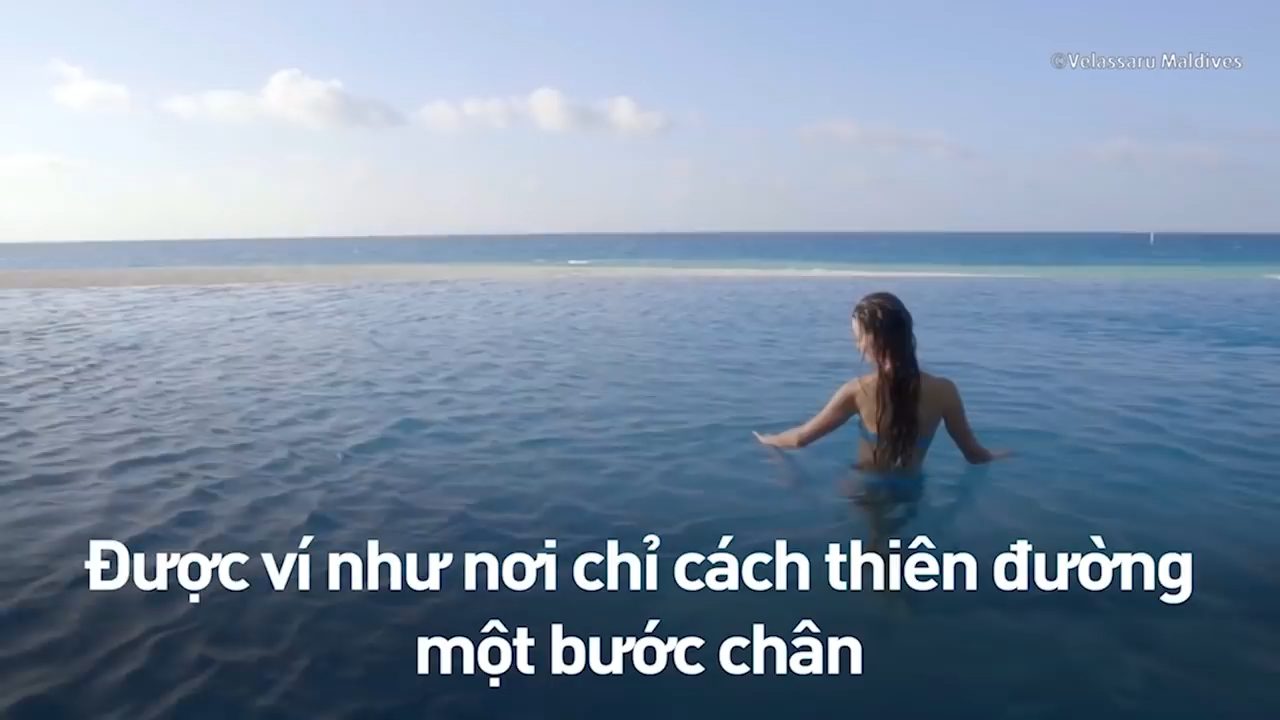 ©Velassaru Maldives
Được ví như nơi chỉ cách thiên đường
một bước chân